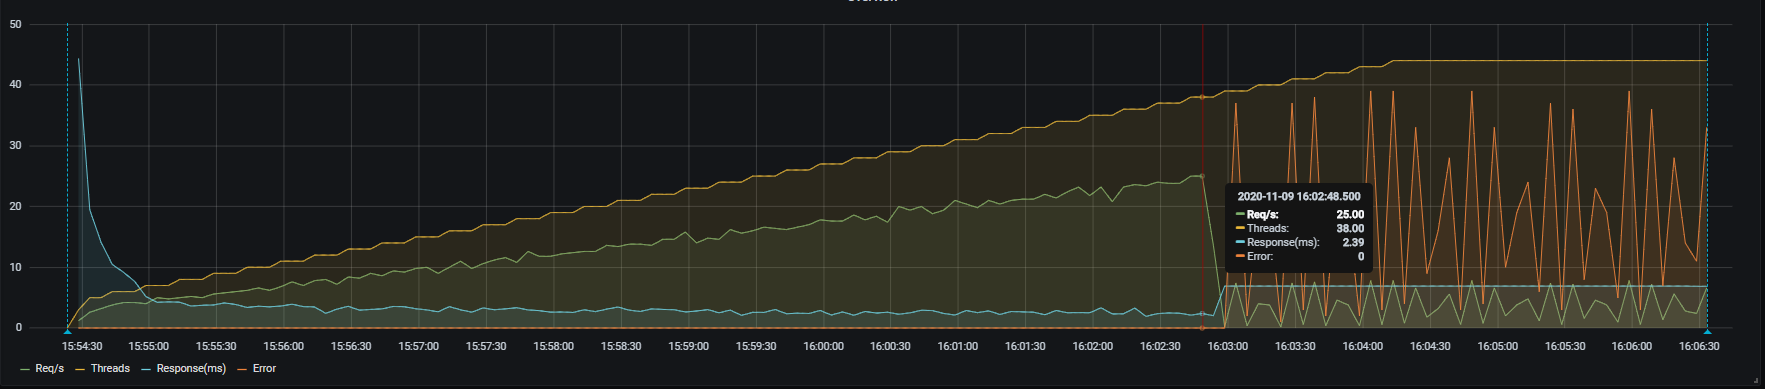 50
40
30
20
10
0
2020-11-09 16:02:48.500
Req/s: 25.00
Threads: 38.00
Response(ms): 2.39
Error: 0
15:54:30 15:55:00 15:55:30 15:56:00 15:56:30 15:57:00 15:57:30 15:58:00 15:58:30 15:59:00 15:59:30 16:00:00 16:00:30 16:01:00 16:01:30 16:02:00 16:02:30 16:03:00 16:03:30 16:04:00 16:04:30 16:05:00 16:05:30 16:06:00 16:06:30
Req/s Threads Response(ms) Error